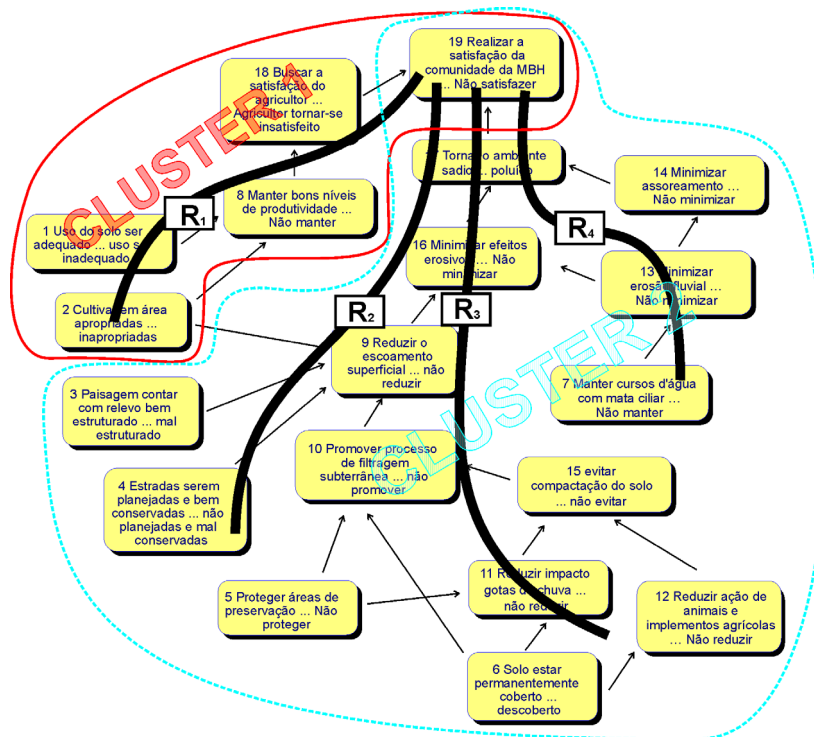 19 Realizar a
satisfação da
comunidade da MBH
... Não satisfazer
18 Buscar a
satisfação do
agricultor ...
Agricultor tornar-se
insatisfeito
CLUSTER 1
17 Tornar o ambiente
sadio ... poluído
14 Minimizar
assoreamento ...
Não minimizar
8 Manter bons níveis
de produtividade ...
Não manter
R1
R4
1 Uso do solo ser
adequado ... uso
inadequado
16 Minimizar efeitos
erosivos ... Não
minimizar
13 Minimizar
erosão fluvial ...
Não minimizar
2 Cultivar em área
apropriadas ...
inapropriadas
R2
R3
9 Reduzir o
escoamento
superficial ... não
reduzir
3 Paisagem contar
com relevo bem
estruturado ... mal
estruturado
7 Manter cursos d'água
com mata ciliar ...
Não manter
CLUSTER 2
10 Promover processo
de filtragem
subterrânea ... não
promover
4 Estradas serem
planejadas e bem
conservadas ... não
planejadas e mal
conservadas
15 evitar
compactação do solo
... não evitar
5 Proteger áreas de
preservação ... Não
proteger
11 Reduzir impacto
gotas de chuva ...
não reduzir
12 Reduzir ação de
animais e
implementos agrícolas
... Não reduzir
6 Solo estar
permanentemente
coberto ...
descoberto